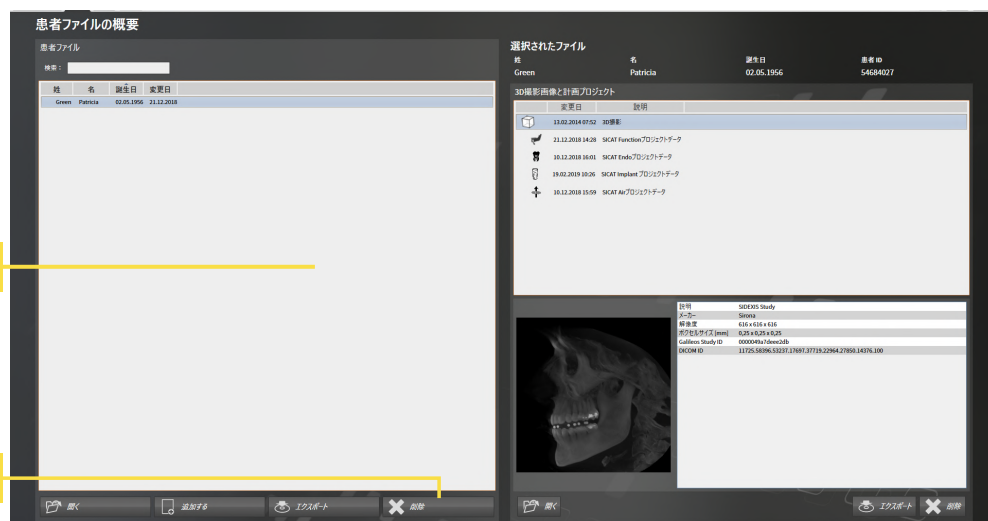 患者ファイルの概要
患者ファイル
検索：
姓 名 誕生日 変更日
Green Patricia 02.05.1956 21.12.2018
開く
追加する
エクスポート
削除
選択されたファイル
姓 名 誕生日 患者 ID
Green Patricia 02.05.1956 54684027
3D撮影画像と計画プロジェクト
変更日 説明
13.02.2014 07:52 3D撮影
21.12.2018 14:28 SICAT Functionプロジェクトデータ
10.12.2018 16:01 SICAT Endoプロジェクトデータ
19.02.2019 10:26 SICAT Implant プロジェクトデータ
10.12.2018 15:59 SICAT Airプロジェクトデータ
説明 SIDEXIS Study
メーカー Sirona
解像度 616 x 616 x 616
ボクセルサイズ [mm] 0,25 x 0,25 x 0,25
Galileos Study ID 0000049a7deee2db
DICOM ID 11725.58396.53237.17697.37719.22964.27850.14376.100
開く
エクスポート
削除